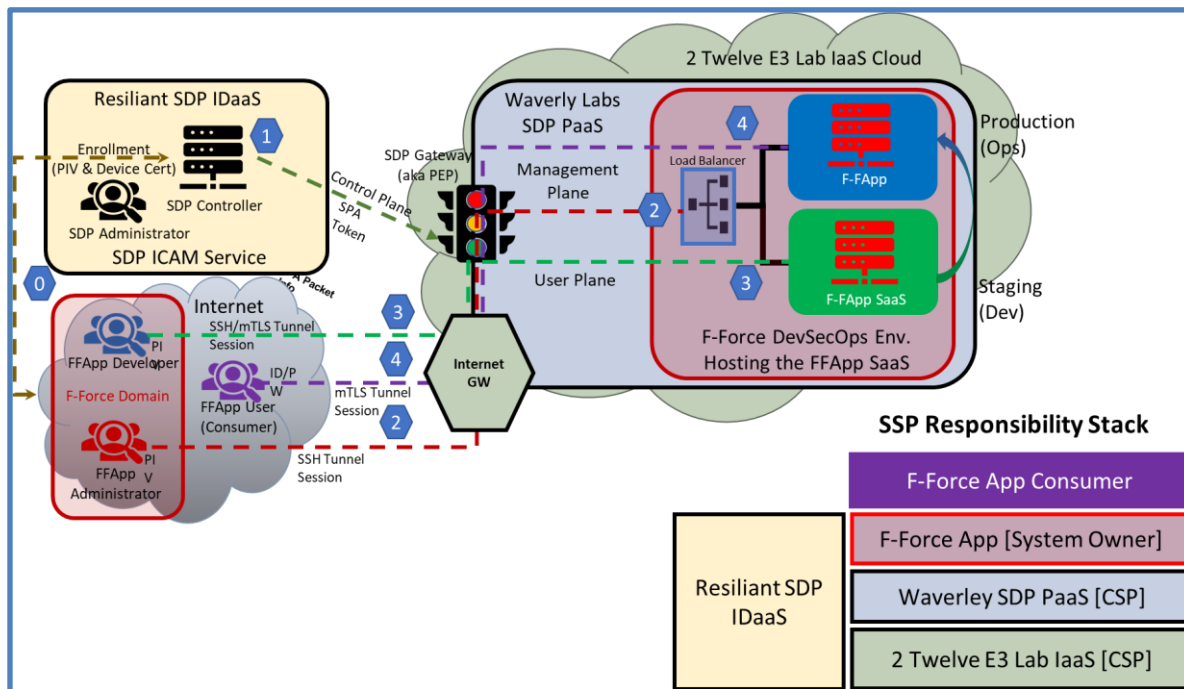 2 Twelve E3 Lab IaaS Cloud
Resiliant SDP IDaaS
1
Enrollment
(PIV & Device Cert)
SDP Controller
SDP Administrator
SDP ICAM Service
Control Plane
SPA
Token
SDP Gateway
(aka PEP)
Waverly Labs
SDP PaaS
Management
Plane
User Plane
4
Load Balancer
2
3
F-FApp
F-FApp SaaS
F-Force DevSecOps Env.
Hosting the FFApp SaaS
Production
(Ops)
Staging
(Dev)
0
A Packet
Internet
PI
V
FFApp Developer
SSH/mTLS Tunnel
Session
3
F-Force Domain
ID/P
W
FFApp User
(Consumer)
mTLS Tunnel
Session
4
PI
V
FFApp
Administrator
SSH Tunnel
Session
2
Internet
GW
SSP Responsibility Stack
F-Force App Consumer
F-Force App [System Owner]
Waverley SDP PaaS [CSP]
2 Twelve E3 Lab IaaS [CSP]
Resiliant SDP
IDaaS